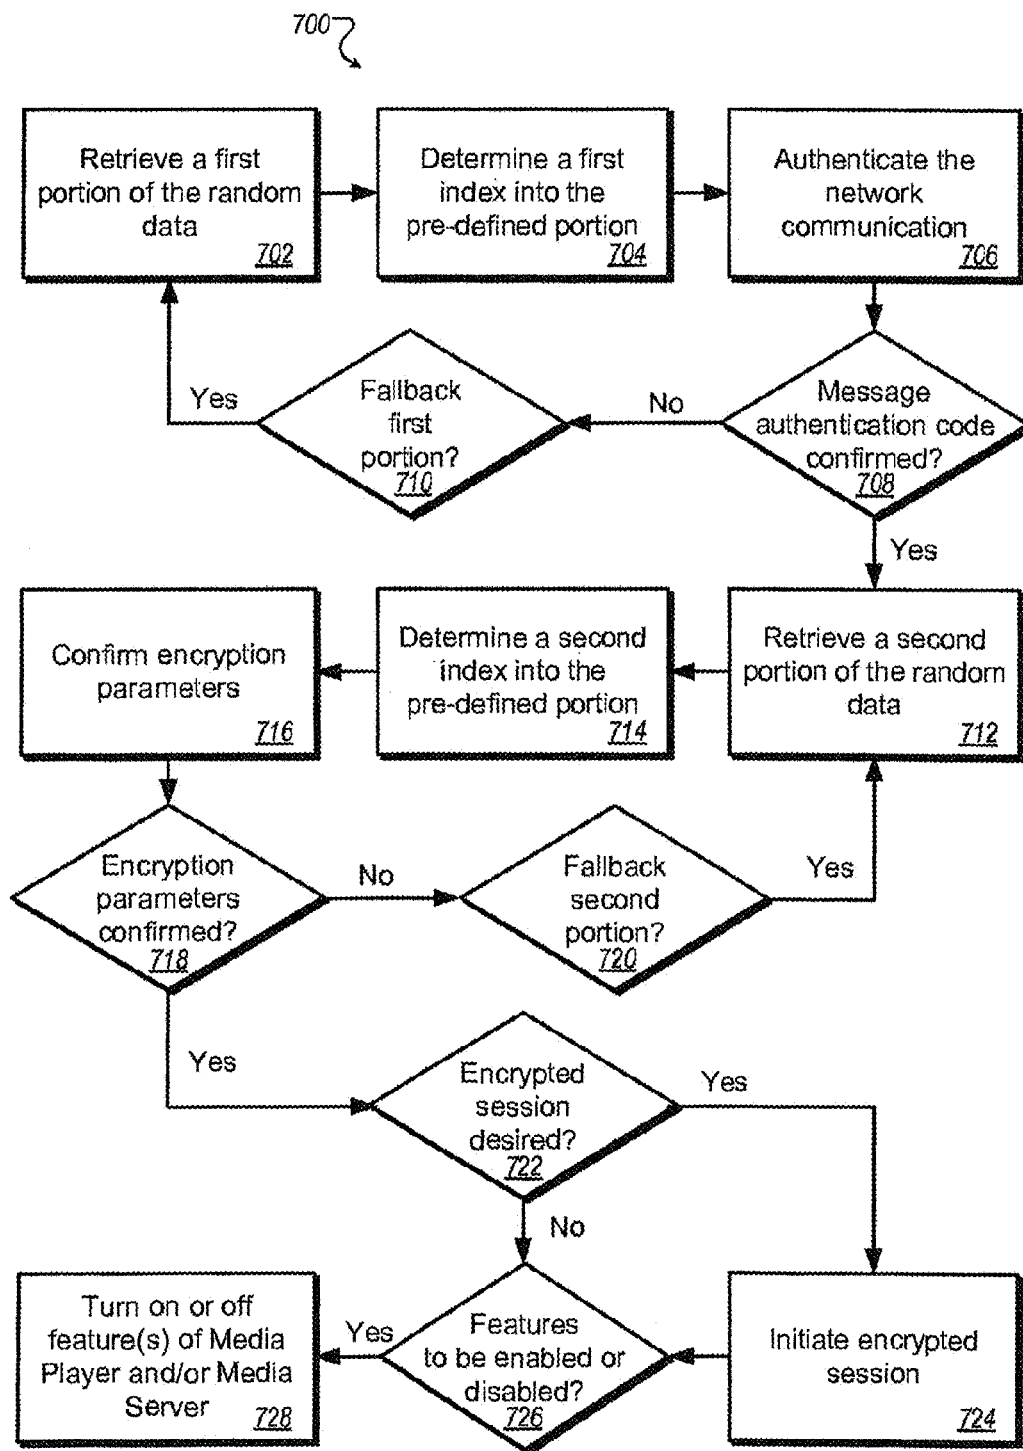 700
Retrieve a first
portion of the random
data
702
Determine a first
index into the
pre-defined portion
704
Authenticate the
network
communication
706
Yes
Fallback
first
portion?
710
No
Message
authentication code
confirmed?
708
Yes
Confirm encryption
parameters
716
Determine a second
index into the
pre-defined portion
714
Retrieve a second
portion of the random
data
712
Encryption
parameters
confirmed?
718
No
Fallback
second
portion?
720
Yes
Yes
Encrypted
session
desired?
722
Yes
No
Turn on or off
feature(s) of Media
Player and/or Media
Server
728
Yes
Features
to be enabled or
disabled?
726
Initiate encrypted
session
724